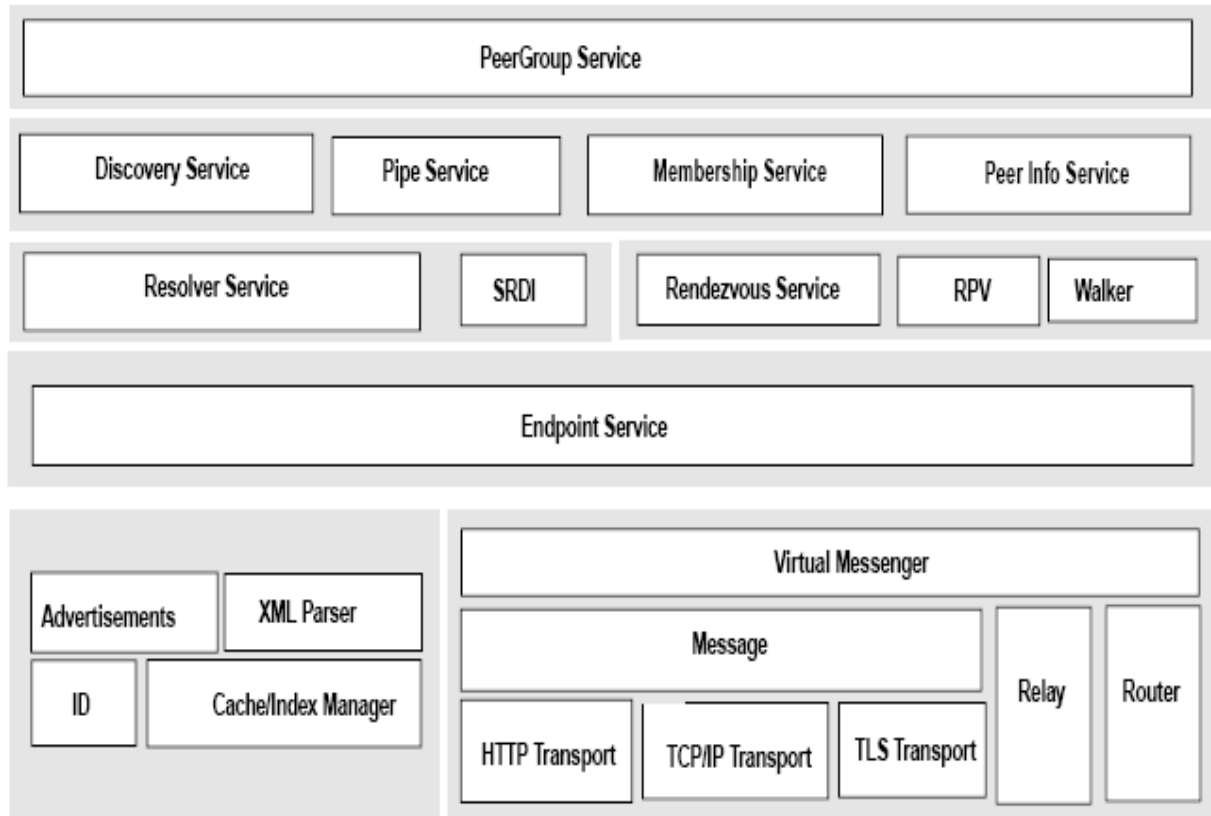 PeerGroup Service
Discovery Service
Pipe Service
Membership Service
Peer Info Service
Resolver Service
SRDI
Rendezvous Service
RPV
Walker
Endpoint Service
Advertisements
XML Parser
ID
Cache/Index Manager
Virtual Messenger
Message
Relay
Router
HTTP Transport
TCP/IP Transport
TLS Transport